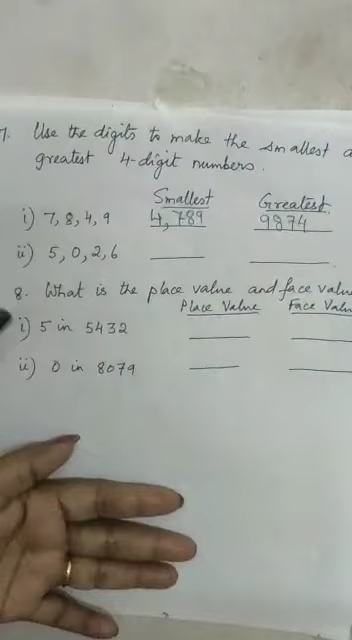 7. Use the digits to make the smallest a
greatest 4-digit numbers.
Smallest Greatest
i) 7, 8, 4, 9 4,789 9874
ii) 5, 0, 2, 6
8. What is the place value and face valu
Place Value Face Valu
i) 5 in 5432
ii) 0 in 8079